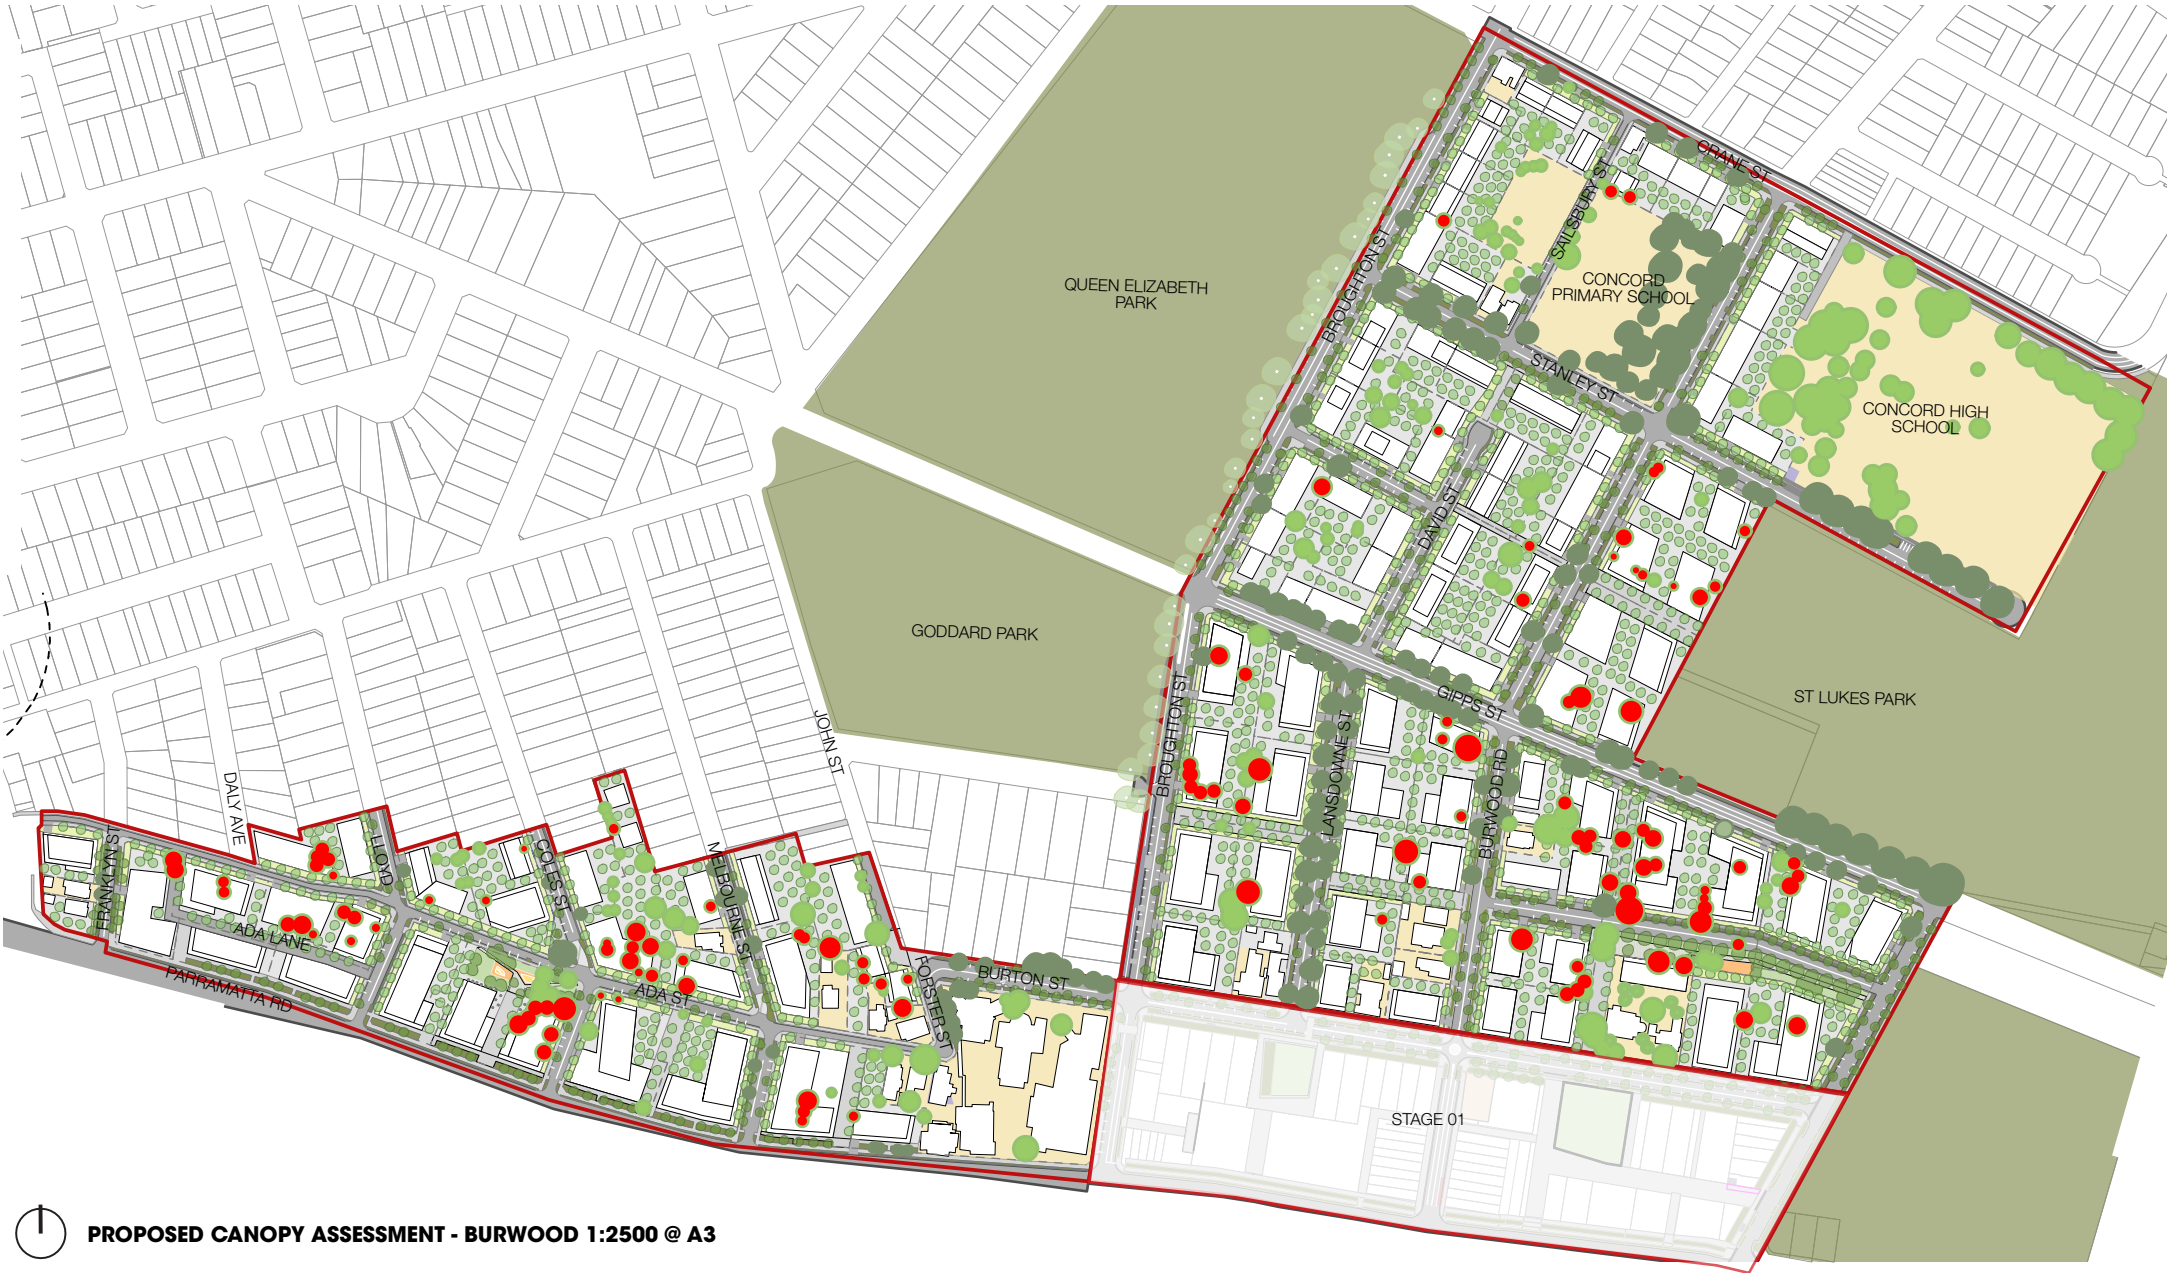 CRANE ST
SAILSBURY ST
BROUGHTON ST
QUEEN ELIZABETH
PARK
CONCORD
PRIMARY SCHOOL
STANLEY ST
CONCORD HIGH
SCHOOL
DAVID ST
GODDARD PARK
GIPPS ST
ST LUKES PARK
BROUGHTON ST
LANSDOWNE ST
BURWOOD RD
JOHN ST
DALY AVE
LLOYD
COLES ST
MELBOURNE ST
FRANKLYN ST
ADA LANE
PARRAMATTA RD
ADA ST
FORSTER ST
BURTON ST
STAGE 01
PROPOSED CANOPY ASSESSMENT - BURWOOD 1:2500 @ A3